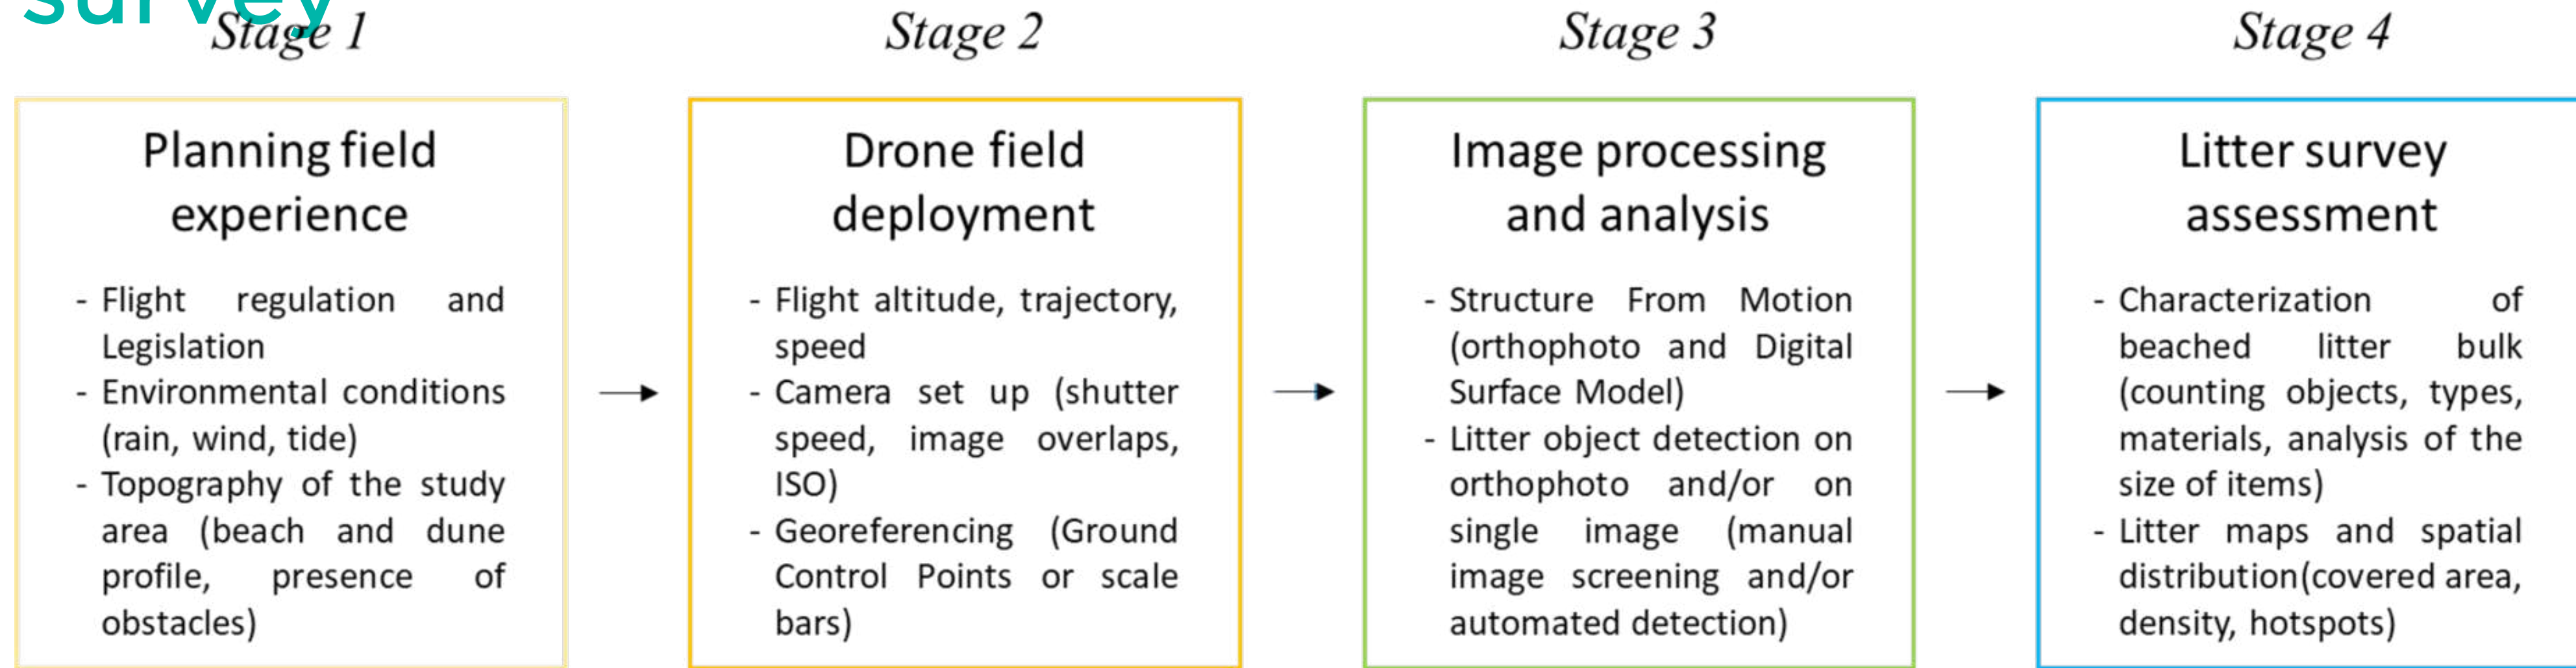 survey
Stage 1
Planning field
experience
- Flight regulation and
Legislation
- Environmental conditions
(rain, wind, tide)
- Topography of the study
area (beach and dune
profile, presence of
obstacles)
Stage 2
Drone field
deployment
- Flight altitude, trajectory,
speed
- Camera set up (shutter
speed, image overlaps,
ISO)
- Georeferencing (Ground
Control Points or scale
bars)
Stage 3
Image processing
and analysis
- Structure From Motion
(orthophoto and Digital
Surface Model)
- Litter object detection on
orthophoto and/or on
single image (manual
image screening and/or
automated detection)
Stage 4
Litter survey
assessment
- Characterization of
beached litter bulk
(counting objects, types,
materials, analysis of the
size of items)
- Litter maps and spatial
distribution(covered area,
density, hotspots)